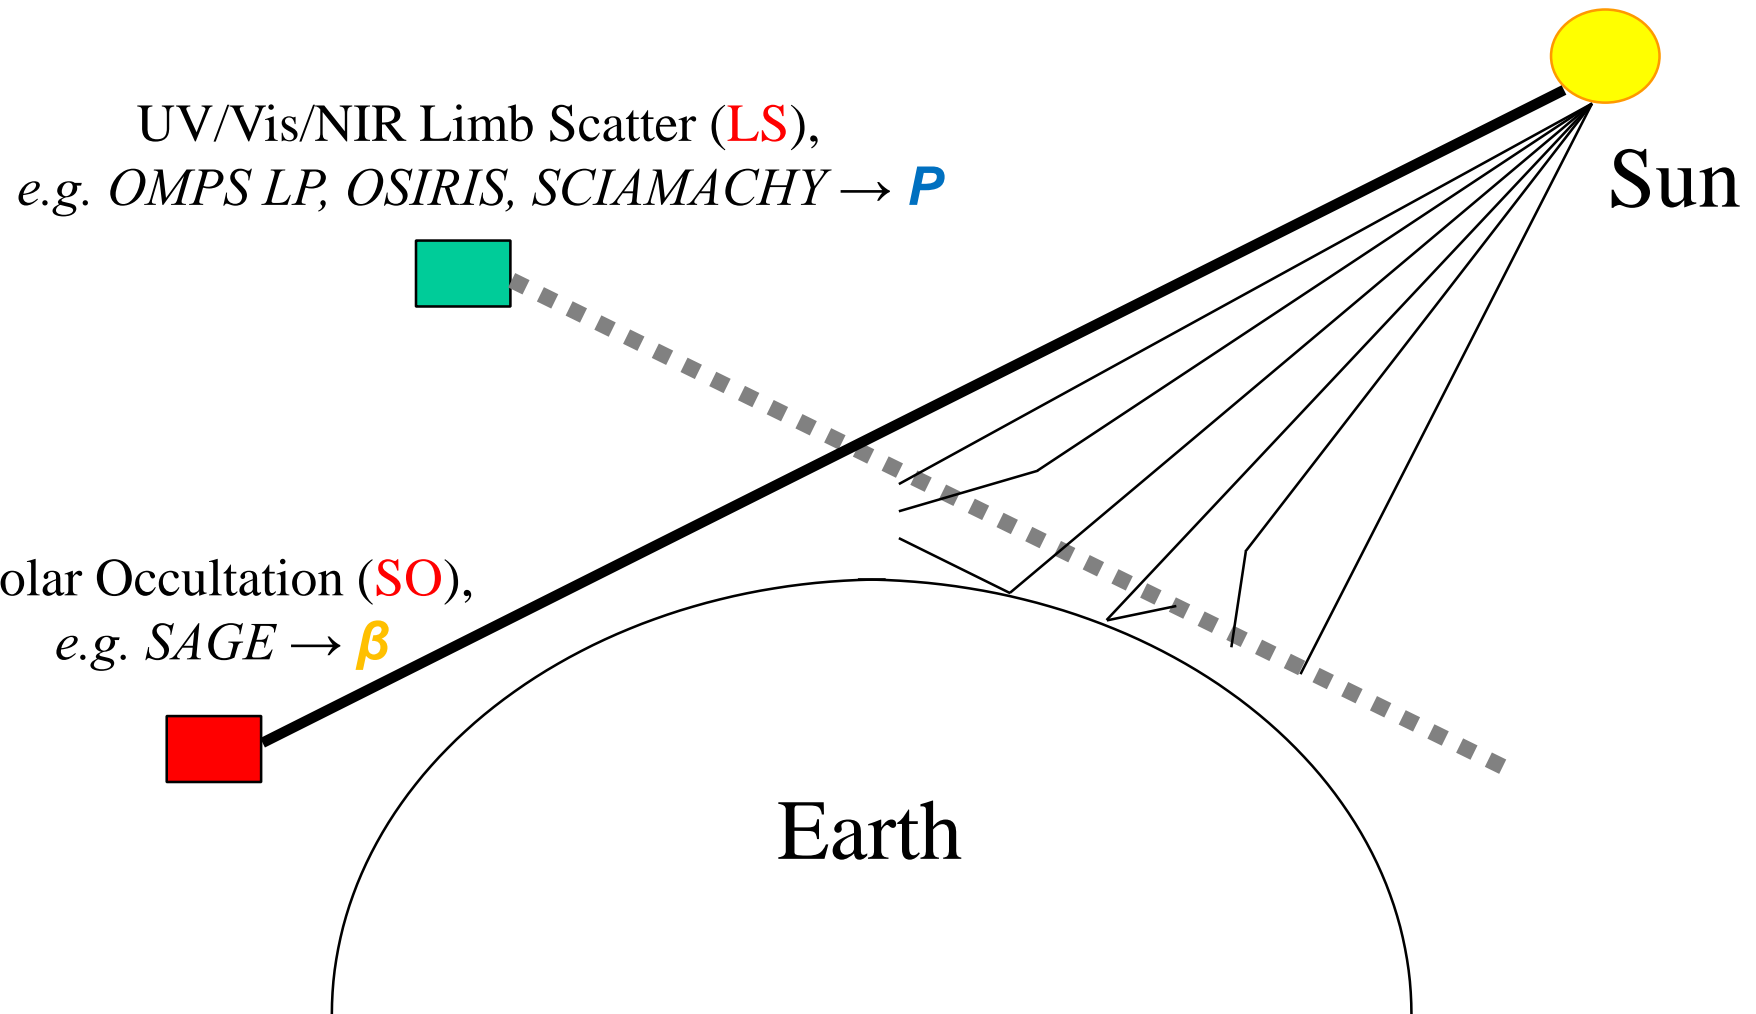 UV/Vis/NIR Limb Scatter (LS),
e.g. OMPS LP, OSIRIS, SCIAMACHY → P
Sun
olar Occultation (SO),
e.g. SAGE → β
Earth